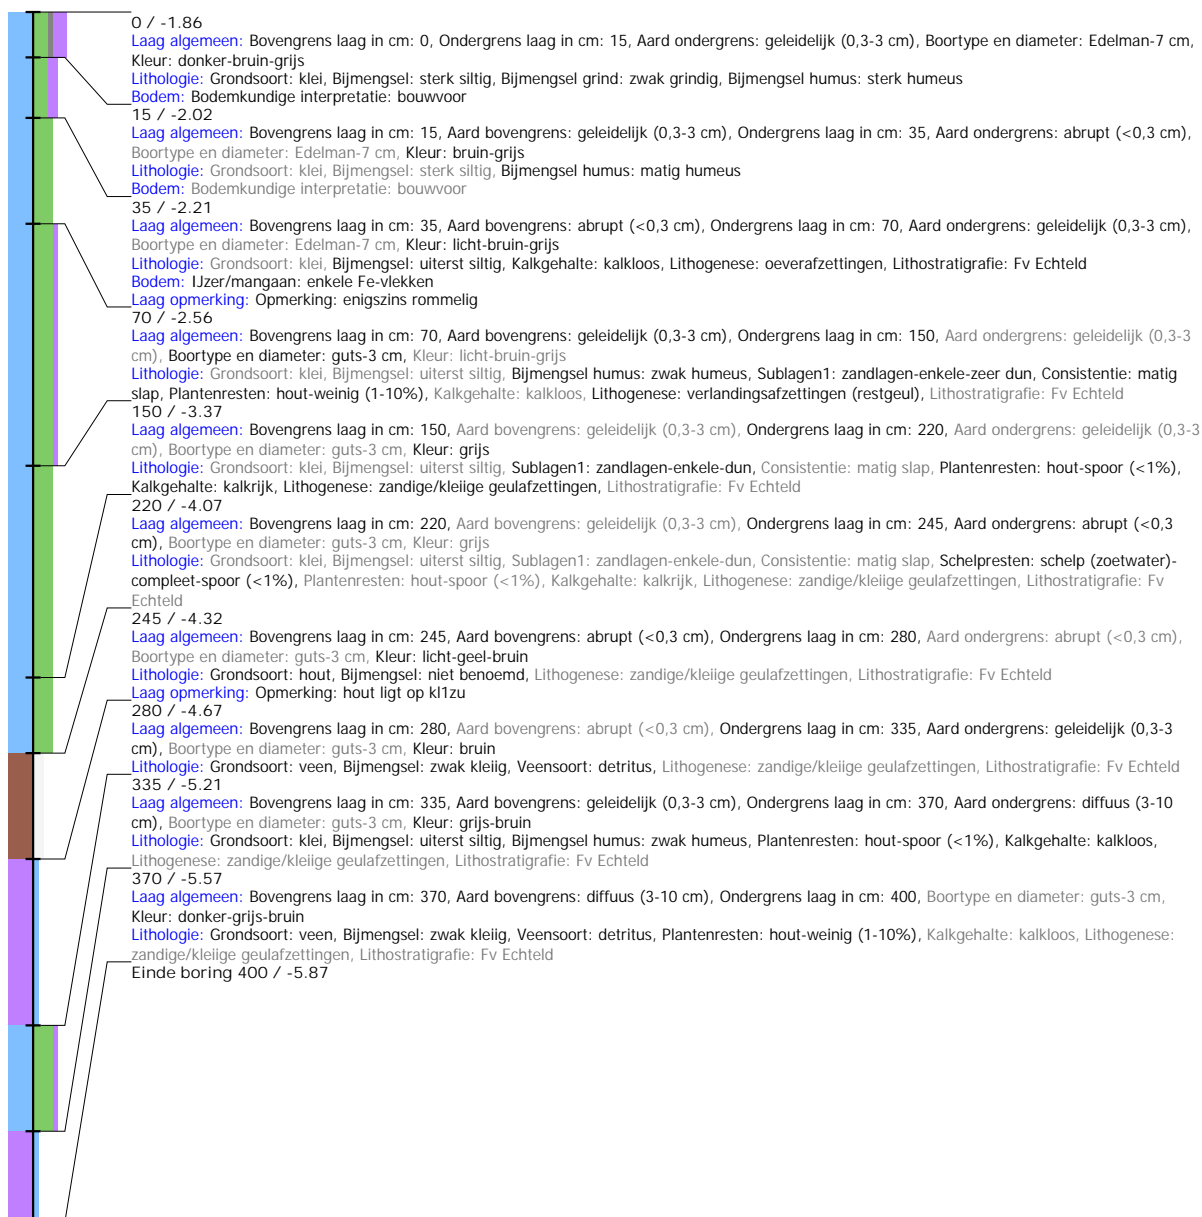 0 / -1.86
Laag algemeen: Bovengrens laag in cm: 0, Ondergrens laag in cm: 15, Aard ondergrens: geleidelijk (0,3-3 cm), Boortype en diameter: Edelman-7 cm,
Kleur: donker-bruin-grijs
Lithologie: Grondsoort: klei, Bijmengsel: sterk siltig, Bijmengsel grind: zwak grindig, Bijmengsel humus: sterk humeus
Bodem: Bodemkundige interpretatie: bouwvoor
15 / -2.02
Laag algemeen: Bovengrens laag in cm: 15, Aard bovengrens: geleidelijk (0,3-3 cm), Ondergrens laag in cm: 35, Aard ondergrens: abrupt (<0,3 cm),
Boortype en diameter: Edelman-7 cm, Kleur: bruin-grijs
Lithologie: Grondsoort: klei, Bijmengsel: sterk siltig, Bijmengsel humus: matig humeus
Bodem: Bodemkundige interpretatie: bouwvoor
35 / -2.21
Laag algemeen: Bovengrens laag in cm: 35, Aard bovengrens: abrupt (<0,3 cm), Ondergrens laag in cm: 70, Aard ondergrens: geleidelijk (0,3-3 cm),
Boortype en diameter: Edelman-7 cm, Kleur: licht-bruin-grijs
Lithologie: Grondsoort: klei, Bijmengsel: uiterst siltig, Kalkgehalte: kalkloos, Lithogenese: oeverafzettingen, Lithostratigrafie: Fv Echteld
Bodem: IJzer/mangaan: enkele Fe-vlekken
Laag opmerking: Opmerking: enigszins rommelig
70 / -2.56
Laag algemeen: Bovengrens laag in cm: 70, Aard bovengrens: geleidelijk (0,3-3 cm), Ondergrens laag in cm: 150, Aard ondergrens: geleidelijk (0,3-3
cm), Boortype en diameter: guts-3 cm, Kleur: licht-bruin-grijs
Lithologie: Grondsoort: klei, Bijmengsel: uiterst siltig, Bijmengsel humus: zwak humeus, Sublagen1: zandlagen-enkele-zeer dun, Consistentie: matig
slap, Plantenresten: hout-weinig (1-10%), Kalkgehalte: kalkloos, Lithogenese: verlandingsafzettingen (restgeul), Lithostratigrafie: Fv Echteld
150 / -3.37
Laag algemeen: Bovengrens laag in cm: 150, Aard bovengrens: geleidelijk (0,3-3 cm), Ondergrens laag in cm: 220, Aard ondergrens: geleidelijk (0,3-3
cm), Boortype en diameter: guts-3 cm, Kleur: grijs
Lithologie: Grondsoort: klei, Bijmengsel: uiterst siltig, Sublagen1: zandlagen-enkele-dun, Consistentie: matig slap, Plantenresten: hout-spoor (<1%),
Kalkgehalte: kalkrijk, Lithogenese: zandige/kleiige geulafzettingen, Lithostratigrafie: Fv Echteld
220 / -4.07
Laag algemeen: Bovengrens laag in cm: 220, Aard bovengrens: geleidelijk (0,3-3 cm), Ondergrens laag in cm: 245, Aard ondergrens: abrupt (<0,3
cm), Boortype en diameter: guts-3 cm, Kleur: grijs
Lithologie: Grondsoort: klei, Bijmengsel: uiterst siltig, Sublagen1: zandlagen-enkele-dun, Consistentie: matig slap, Schelpresten: schelp (zoetwater)-
compleet-spoor (<1%), Plantenresten: hout-spoor (<1%), Kalkgehalte: kalkrijk, Lithogenese: zandige/kleiige geulafzettingen, Lithostratigrafie: Fv
Echteld
245 / -4.32
Laag algemeen: Bovengrens laag in cm: 245, Aard bovengrens: abrupt (<0,3 cm), Ondergrens laag in cm: 280, Aard ondergrens: abrupt (<0,3 cm),
Boortype en diameter: guts-3 cm, Kleur: licht-geel-bruin
Lithologie: Grondsoort: hout, Bijmengsel: niet benoemd, Lithogenese: zandige/kleiige geulafzettingen, Lithostratigrafie: Fv Echteld
Laag opmerking: Opmerking: hout ligt op kl1zu
280 / -4.67
Laag algemeen: Bovengrens laag in cm: 280, Aard bovengrens: abrupt (<0,3 cm), Ondergrens laag in cm: 335, Aard ondergrens: geleidelijk (0,3-3
cm), Boortype en diameter: guts-3 cm, Kleur: bruin
Lithologie: Grondsoort: veen, Bijmengsel: zwak kleiig, Veensoort: detritus, Lithogenese: zandige/kleiige geulafzettingen, Lithostratigrafie: Fv Echteld
335 / -5.21
Laag algemeen: Bovengrens laag in cm: 335, Aard bovengrens: geleidelijk (0,3-3 cm), Ondergrens laag in cm: 370, Aard ondergrens: diffuus (3-10
cm), Boortype en diameter: guts-3 cm, Kleur: grijs-bruin
Lithologie: Grondsoort: klei, Bijmengsel: uiterst siltig, Bijmengsel humus: zwak humeus, Plantenresten: hout-spoor (<1%), Kalkgehalte: kalkloos,
Lithogenese: zandige/kleiige geulafzettingen, Lithostratigrafie: Fv Echteld
370 / -5.57
Laag algemeen: Bovengrens laag in cm: 370, Aard bovengrens: diffuus (3-10 cm), Ondergrens laag in cm: 400, Boortype en diameter: guts-3 cm,
Kleur: donker-grijs-bruin
Lithologie: Grondsoort: veen, Bijmengsel: zwak kleiig, Veensoort: detritus, Plantenresten: hout-weinig (1-10%), Kalkgehalte: kalkloos, Lithogenese:
zandige/kleiige geulafzettingen, Lithostratigrafie: Fv Echteld
Einde boring 400 / -5.87